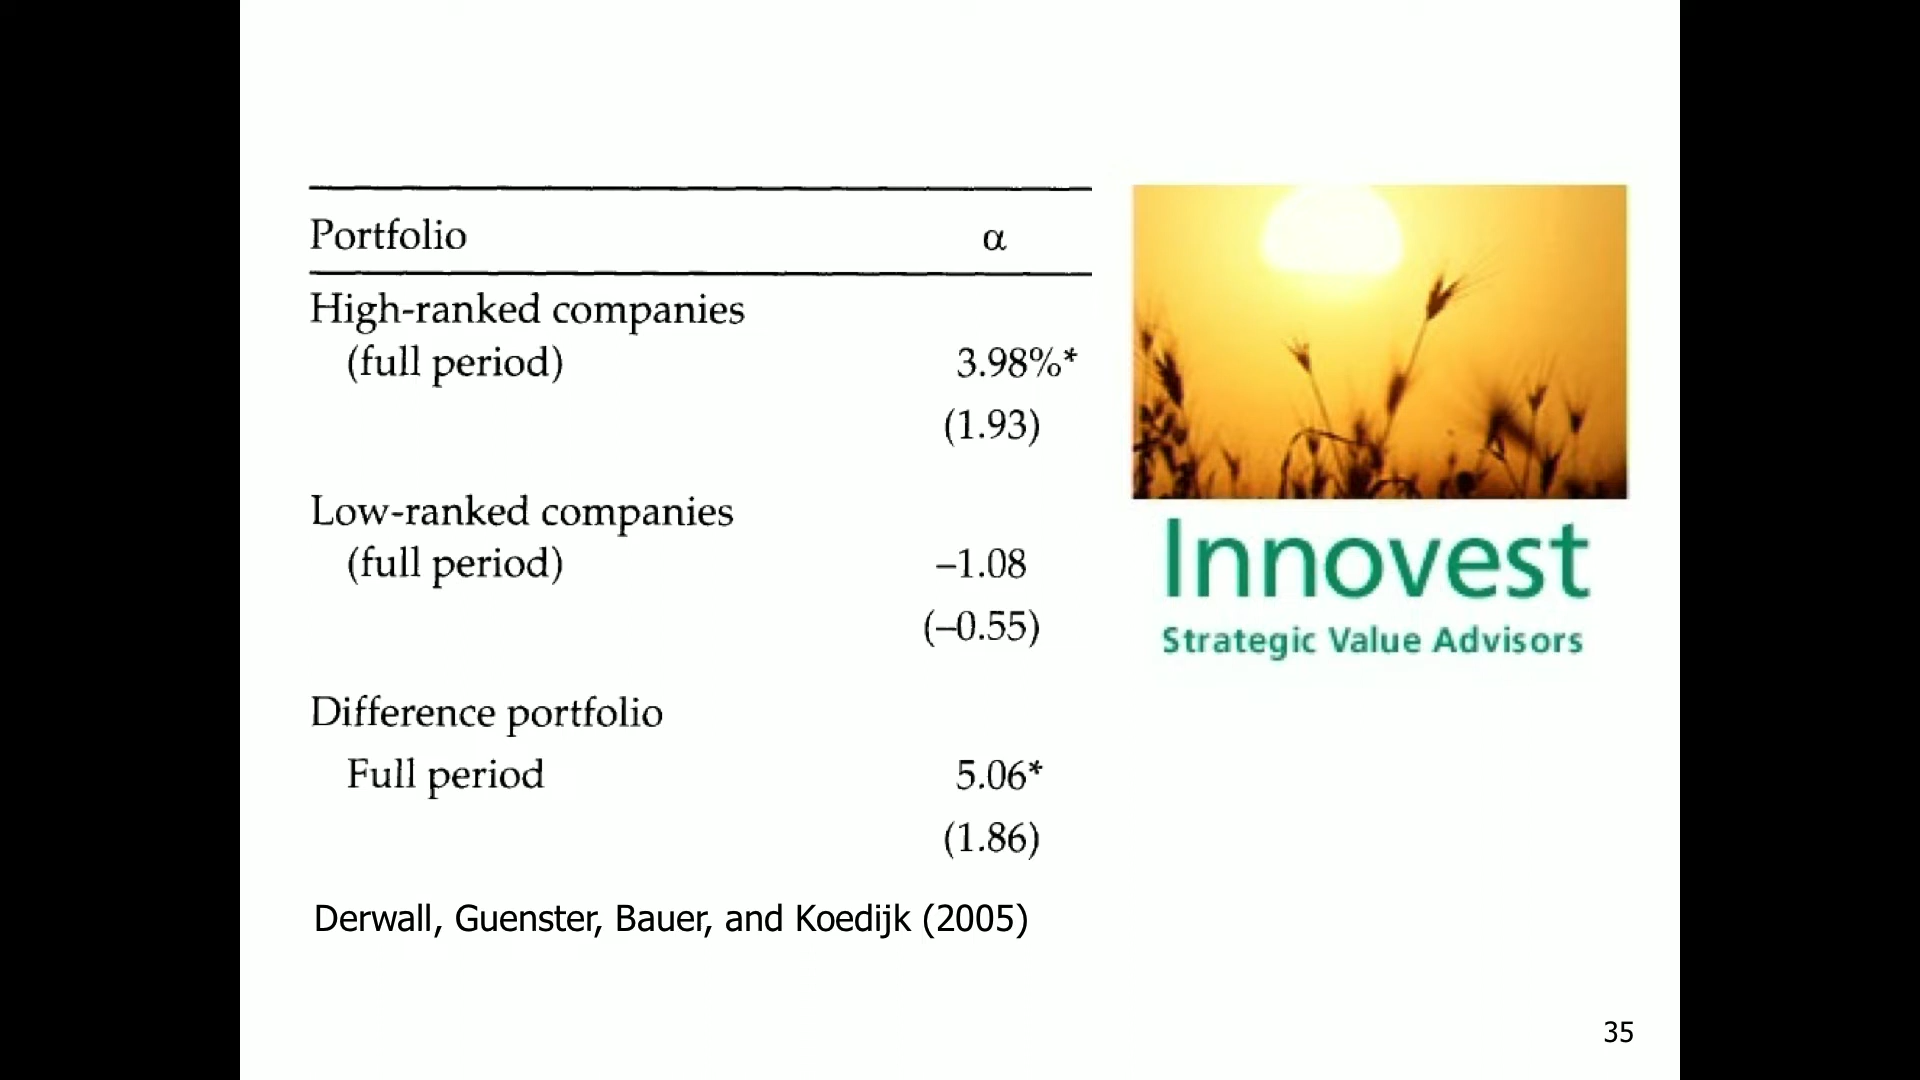 Portfolio α
High-ranked companies
(full period) 3.98%*
(1.93)
Low-ranked companies
(full period) –1.08
(–0.55)
Difference portfolio
Full period 5.06*
(1.86)
Innovest
Strategic Value Advisors
Derwall, Guenster, Bauer, and Koedijk (2005)
35